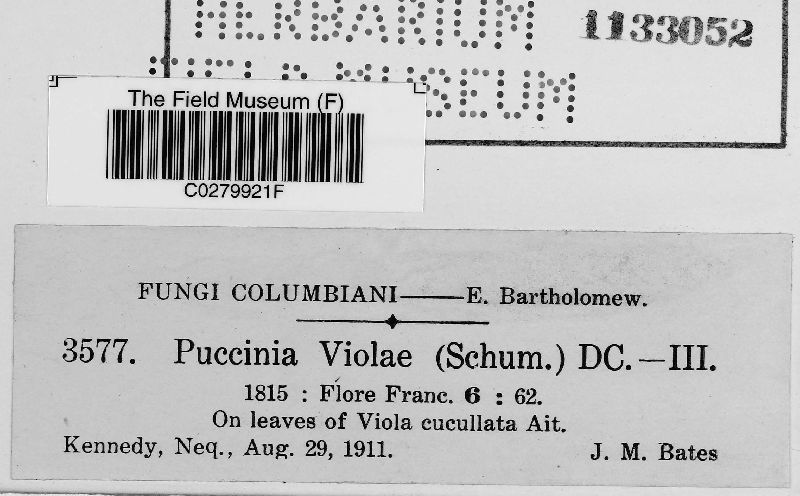 HERBARIUM
1133052
FIELD MUSEUM
The Field Museum (F)
C0279921F
FUNGI COLUMBIANI——E. Bartholomew.
3577. Puccinia Violae (Schum.) DC.—III.
1815 : Flore Franc. 6 : 62.
On leaves of Viola cucullata Ait.
Kennedy, Neq., Aug. 29, 1911. J. M. Bates